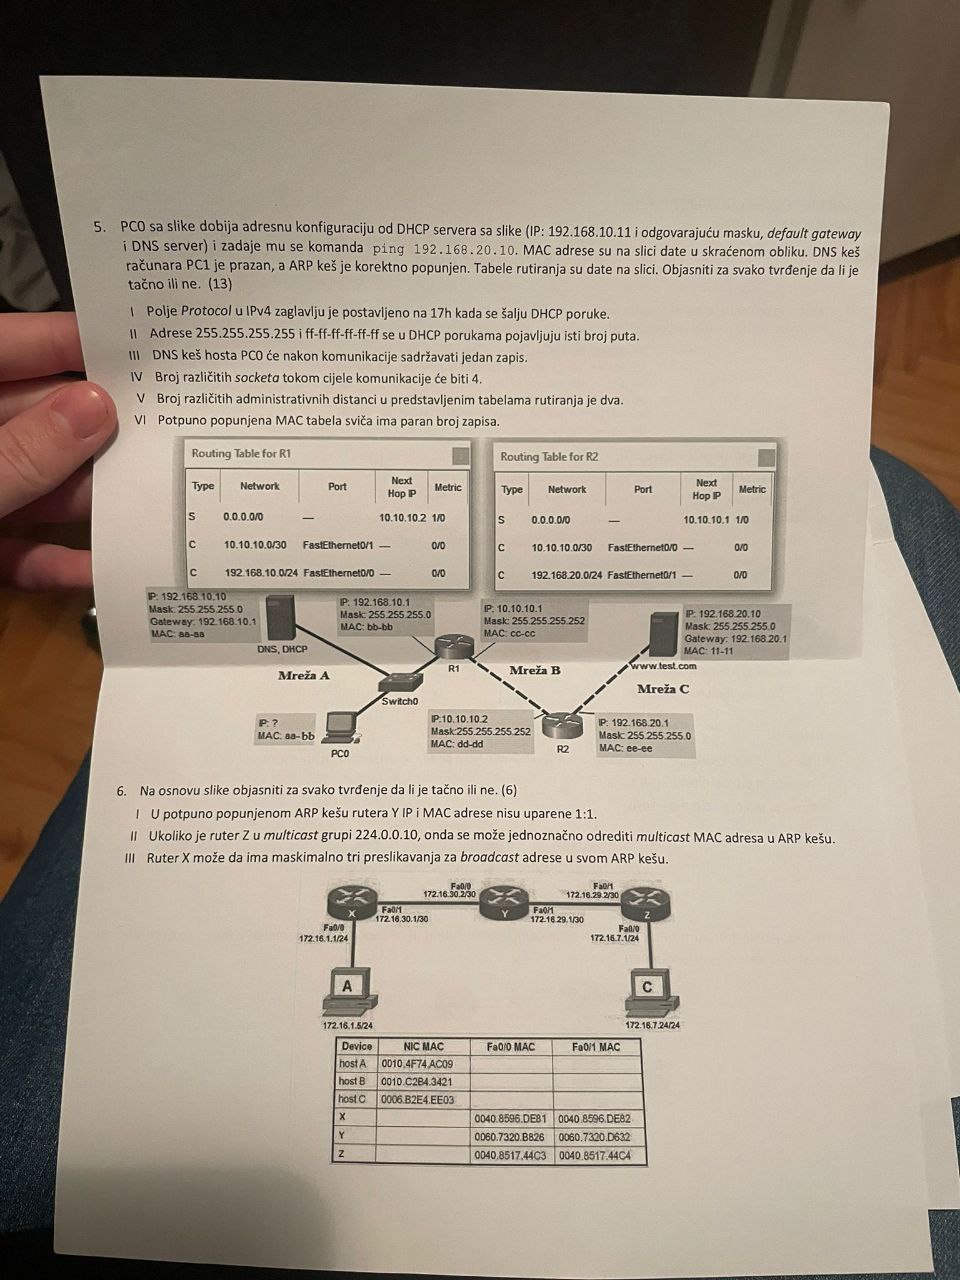 5. PC0 sa slike dobija adresnu konfiguraciju od DHCP servera sa slike (IP: 192.168.10.11 i odgovarajuću masku, default gateway
i DNS server) i zadaje mu se komanda ping 192.168.20.10. MAC adrese su na slici date u skraćenom obliku. DNS keš
računara PC1 je prazan, a ARP keš je korektno popunjen. Tabele rutiranja su date na slici. Objasniti za svako tvrđenje da li je
tačno ili ne. (13)
I Polje Protocol u IPv4 zaglavlju je postavljeno na 17h kada se šalju DHCP poruke.
II Adrese 255.255.255.255 i ff-ff-ff-ff-ff-ff se u DHCP porukama pojavljuju isti broj puta.
III DNS keš hosta PC0 će nakon komunikacije sadržavati jedan zapis.
IV Broj različitih socketa tokom cijele komunikacije će biti 4.
V Broj različitih administrativnih distanci u predstavljenim tabelama rutiranja je dva.
VI Potpuno popunjena MAC tabela sviča ima paran broj zapisa.
Routing Table for R1
Type Network Port Next Hop IP Metric
S 0.0.0.0/0 — 10.10.10.2 1/0
C 10.10.10.0/30 FastEthernet0/1 — 0/0
C 192.168.10.0/24 FastEthernet0/0 — 0/0
Routing Table for R2
Type Network Port Next Hop IP Metric
S 0.0.0.0/0 — 10.10.10.1 1/0
C 10.10.10.0/30 FastEthernet0/0 — 0/0
C 192.168.20.0/24 FastEthernet0/1 — 0/0
IP: 192.168.10.10
Mask: 255.255.255.0
Gateway: 192.168.10.1
MAC: aa-aa
DNS, DHCP
IP: 192.168.10.1
Mask: 255.255.255.0
MAC: bb-bb
IP: 10.10.10.1
Mask: 255.255.255.252
MAC: cc-cc
IP: 192.168.20.10
Mask: 255.255.255.0
Gateway: 192.168.20.1
MAC: 11-11
www.test.com
R1
Mreža A
Mreža B
Mreža C
Switch0
IP: ?
MAC: aa-bb
PC0
IP:10.10.10.2
Mask:255.255.255.252
MAC: dd-dd
R2
IP: 192.168.20.1
Mask: 255.255.255.0
MAC: ee-ee
6. Na osnovu slike objasniti za svako tvrđenje da li je tačno ili ne. (6)
I U potpuno popunjenom ARP kešu rutera Y IP i MAC adrese nisu uparene 1:1.
II Ukoliko je ruter Z u multicast grupi 224.0.0.10, onda se može jednoznačno odrediti multicast MAC adresa u ARP kešu.
III Ruter X može da ima maskimalno tri preslikavanja za broadcast adrese u svom ARP kešu.
Fa0/0
172.16.30.2/30
Fa0/1
172.16.29.2/30
X
Y
Z
Fa0/1
172.16.30.1/30
Fa0/1
172.16.29.1/30
Fa0/0
172.16.1.1/24
Fa0/0
172.16.7.1/24
A
C
172.16.1.5/24
172.16.7.24/24
Device NIC MAC Fa0/0 MAC Fa0/1 MAC
host A 0010.4F74.AC09
host B 0010.C2B4.3421
host C 0006.B2E4.EE03
X 0040.8596.DE81 0040.8596.DE82
Y 0060.7320.B826 0060.7320.D632
Z 0040.8517.44C3 0040.8517.44C4